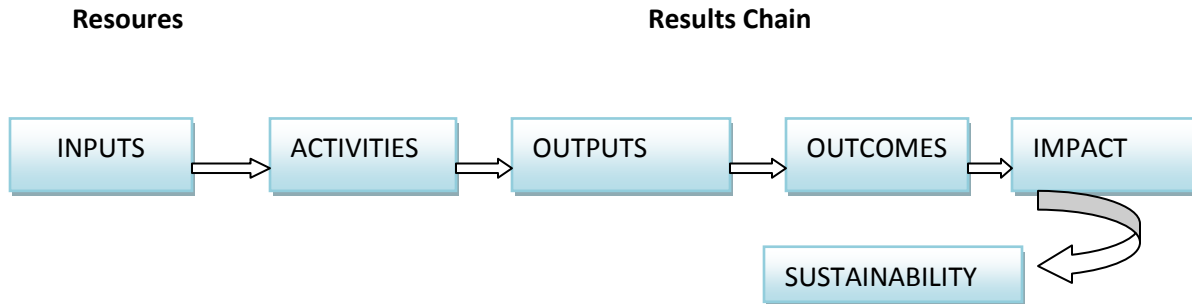 Resoures
Results Chain
INPUTS
ACTIVITIES
OUTPUTS
OUTCOMES
IMPACT
SUSTAINABILITY